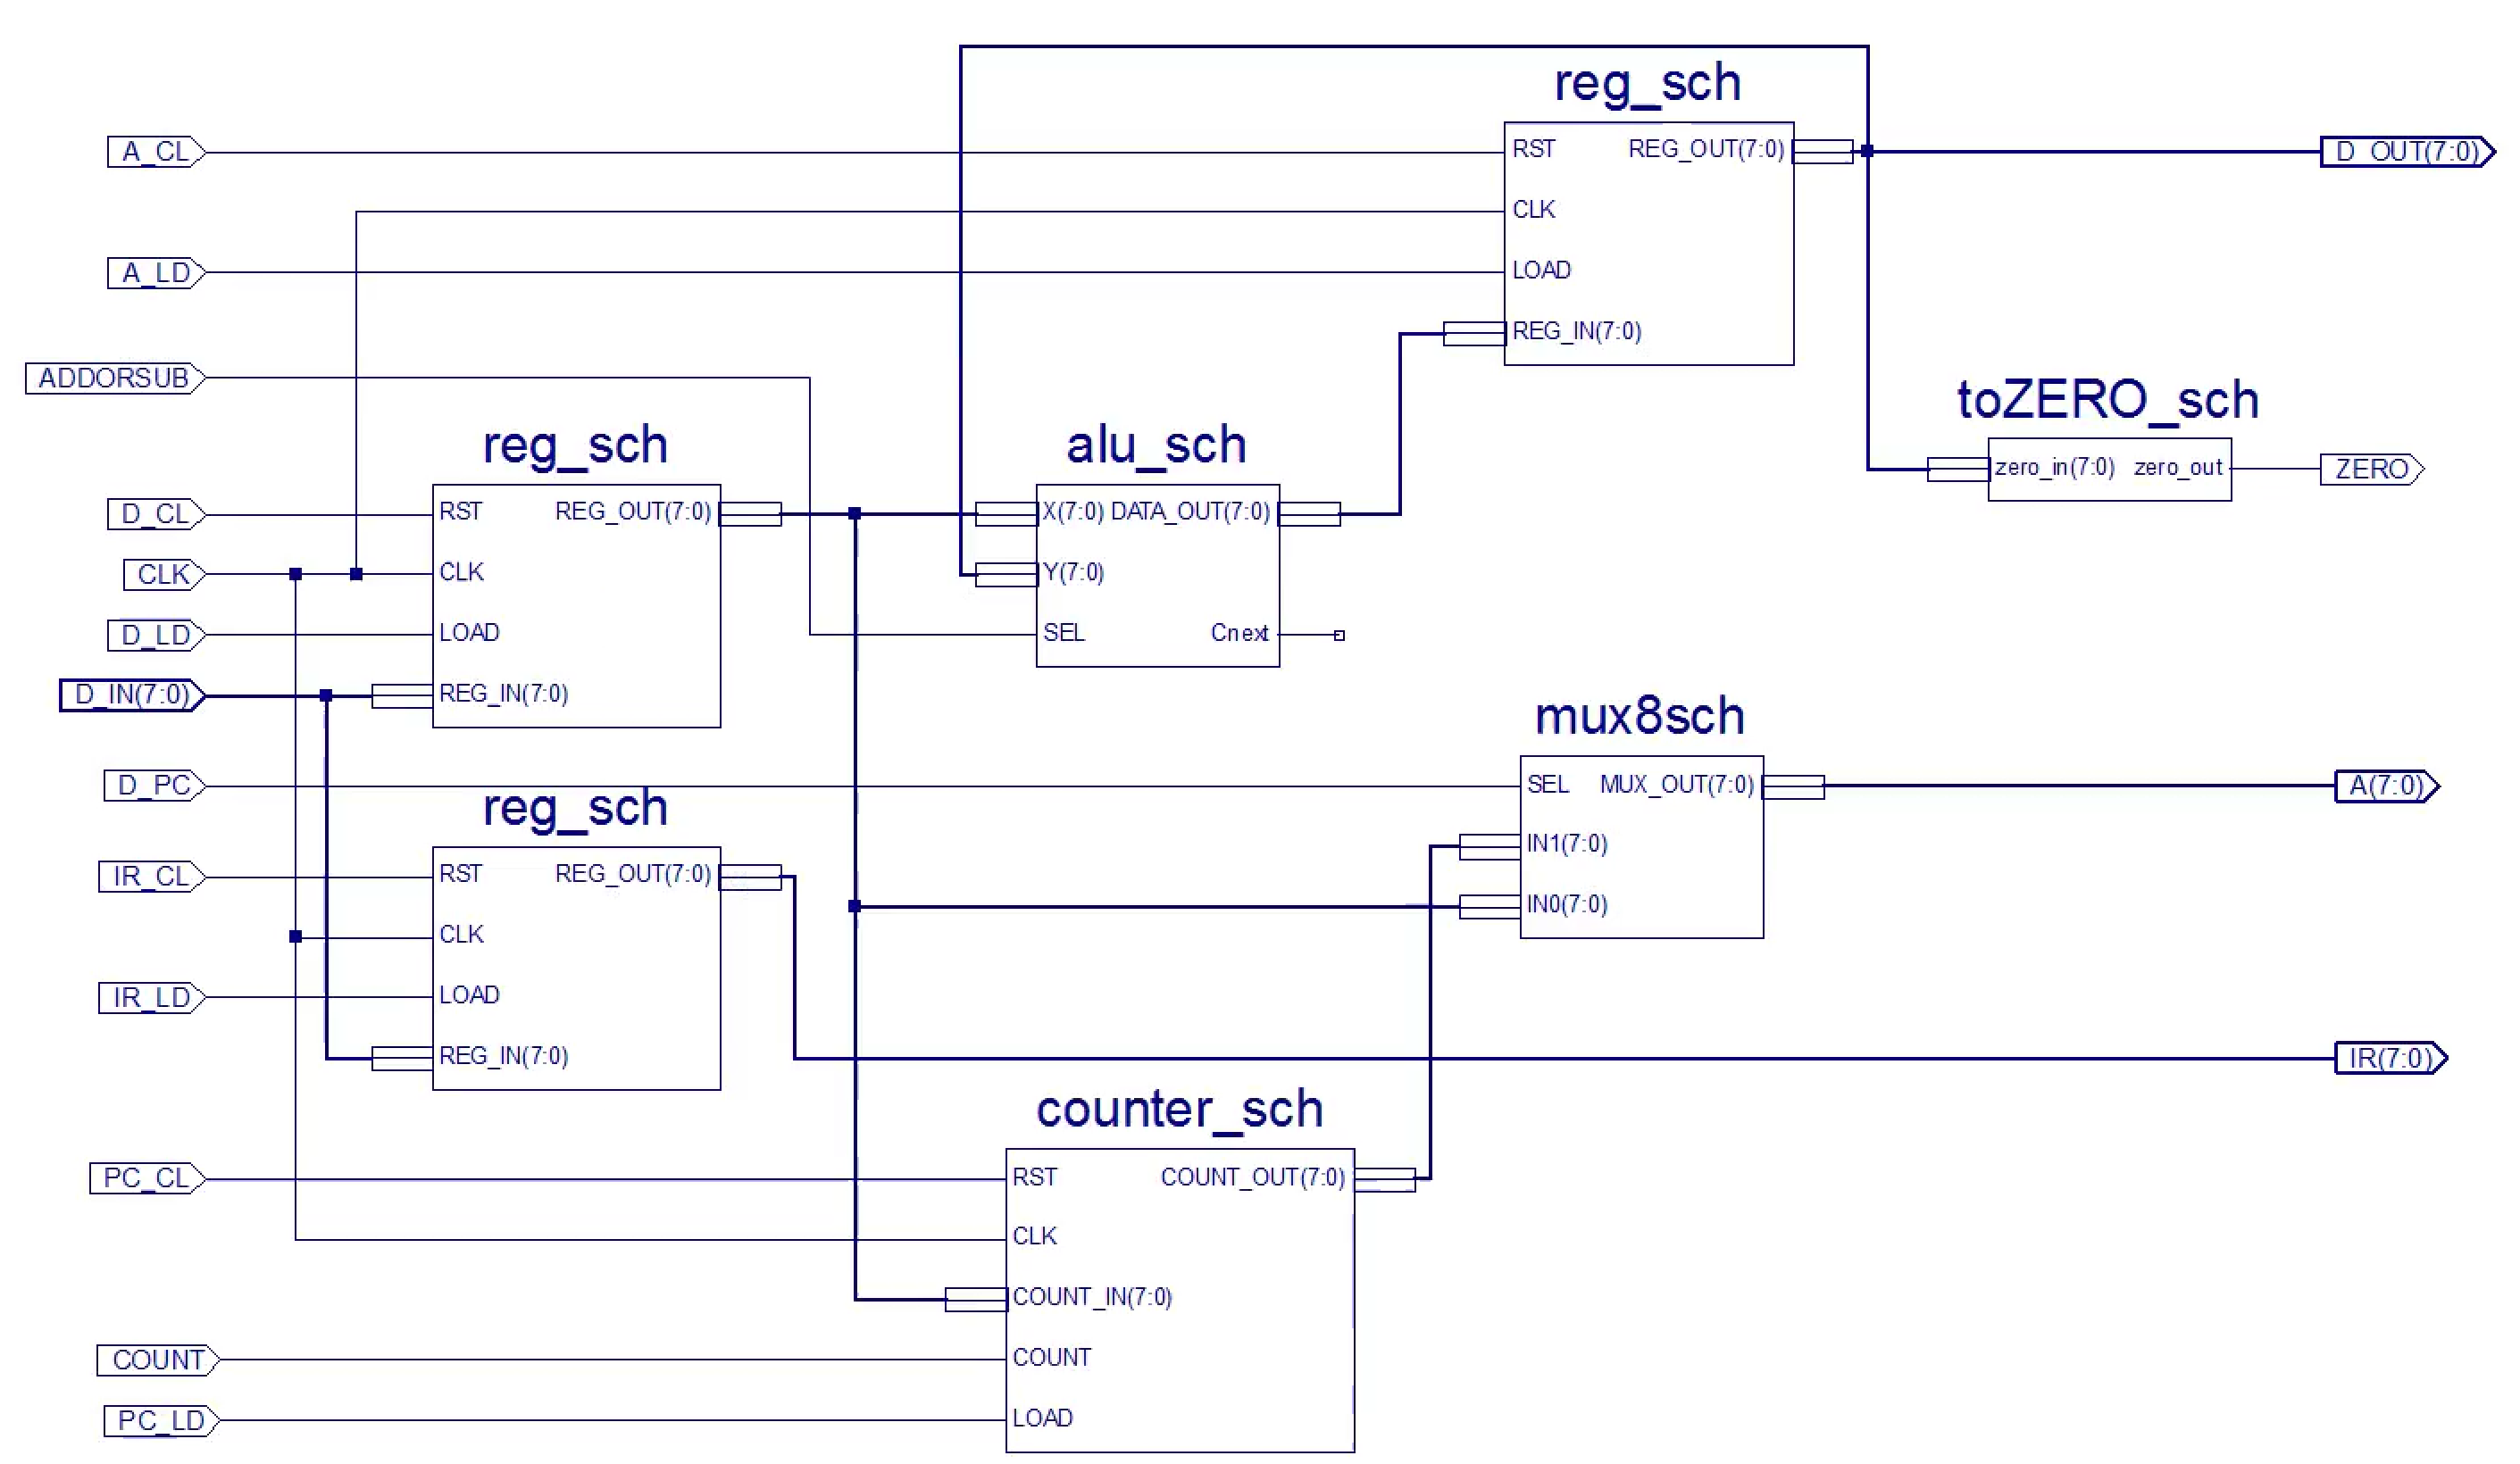 reg_sch
A_CL
RST REG_OUT(7:0)
D_OUT(7:0)
CLK
A_LD
LOAD
REG_IN(7:0)
ADDORSUB
toZERO_sch
zero_in(7:0) zero_out
ZERO
reg_sch
alu_sch
D_CL
RST REG_OUT(7:0)
X(7:0) DATA_OUT(7:0)
CLK
CLK
Y(7:0)
D_LD
LOAD
SEL Cnext
D_IN(7:0)
REG_IN(7:0)
mux8sch
D_PC
SEL MUX_OUT(7:0)
A(7:0)
reg_sch
IN1(7:0)
IR_CL
RST REG_OUT(7:0)
IN0(7:0)
CLK
IR_LD
LOAD
REG_IN(7:0)
IR(7:0)
counter_sch
PC_CL
RST COUNT_OUT(7:0)
CLK
COUNT_IN(7:0)
COUNT
COUNT
PC_LD
LOAD